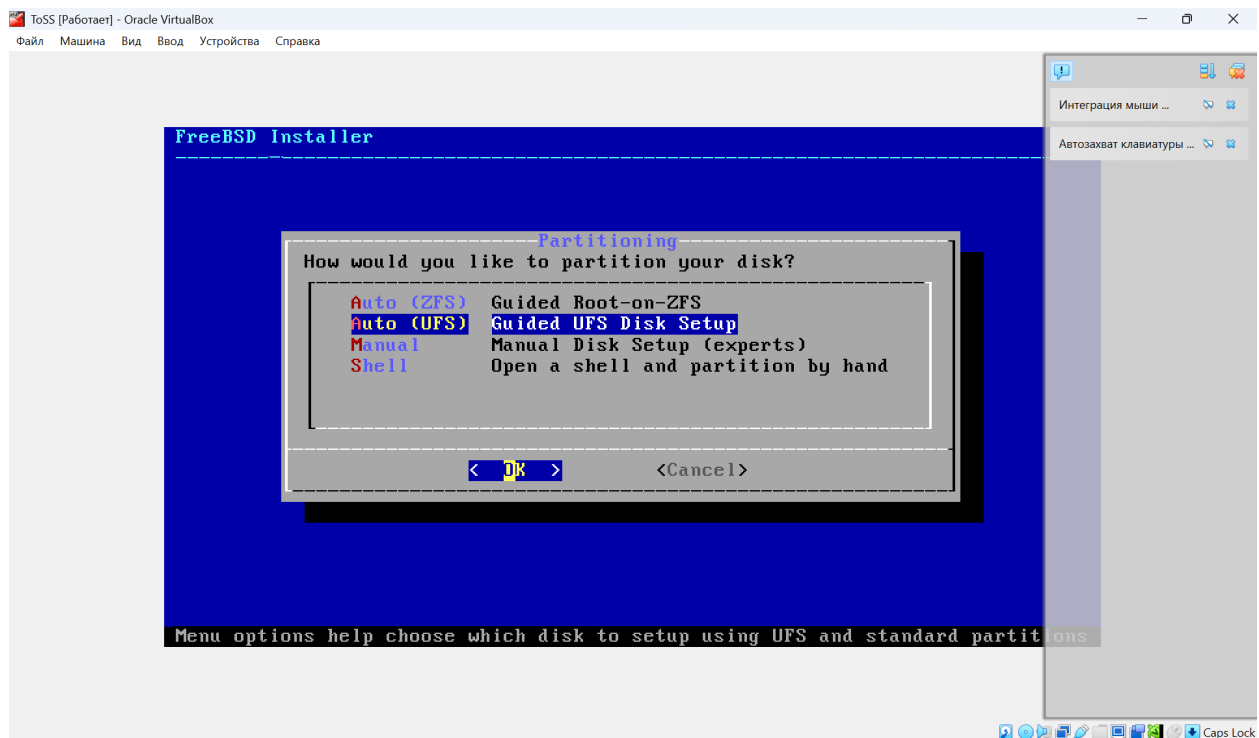 ToSS [Работает] - Oracle VirtualBox
Файл Машина Вид Ввод Устройства Справка
Интеграция мыши ...
Автозахват клавиатуры ...
FreeBSD Installer
Partitioning
How would you like to partition your disk?
Auto (ZFS) Guided Root-on-ZFS
Auto (UFS) Guided UFS Disk Setup
Manual Manual Disk Setup (experts)
Shell Open a shell and partition by hand
< OK > <Cancel>
Menu options help choose which disk to setup using UFS and standard partitions
Caps Lock